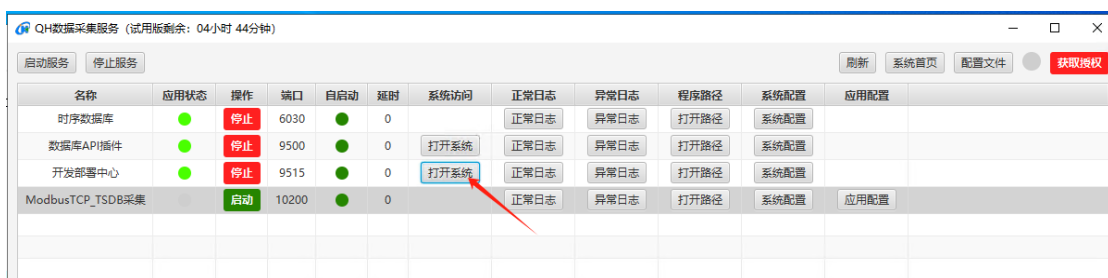 QH数据采集服务（试用版剩余：04小时 44分钟）
启动服务 停止服务 刷新 系统首页 配置文件 获取授权
名称 应用状态 操作 端口 自启动 延时 系统访问 正常日志 异常日志 程序路径 系统配置 应用配置
时序数据库 停止 6030 0 正常日志 异常日志 打开路径 系统配置
数据库API插件 停止 9500 0 打开系统 正常日志 异常日志 打开路径 系统配置
开发部署中心 停止 9515 0 打开系统 正常日志 异常日志 打开路径 系统配置
ModbusTCP_TSDB采集 启动 10200 0 正常日志 异常日志 打开路径 系统配置 应用配置